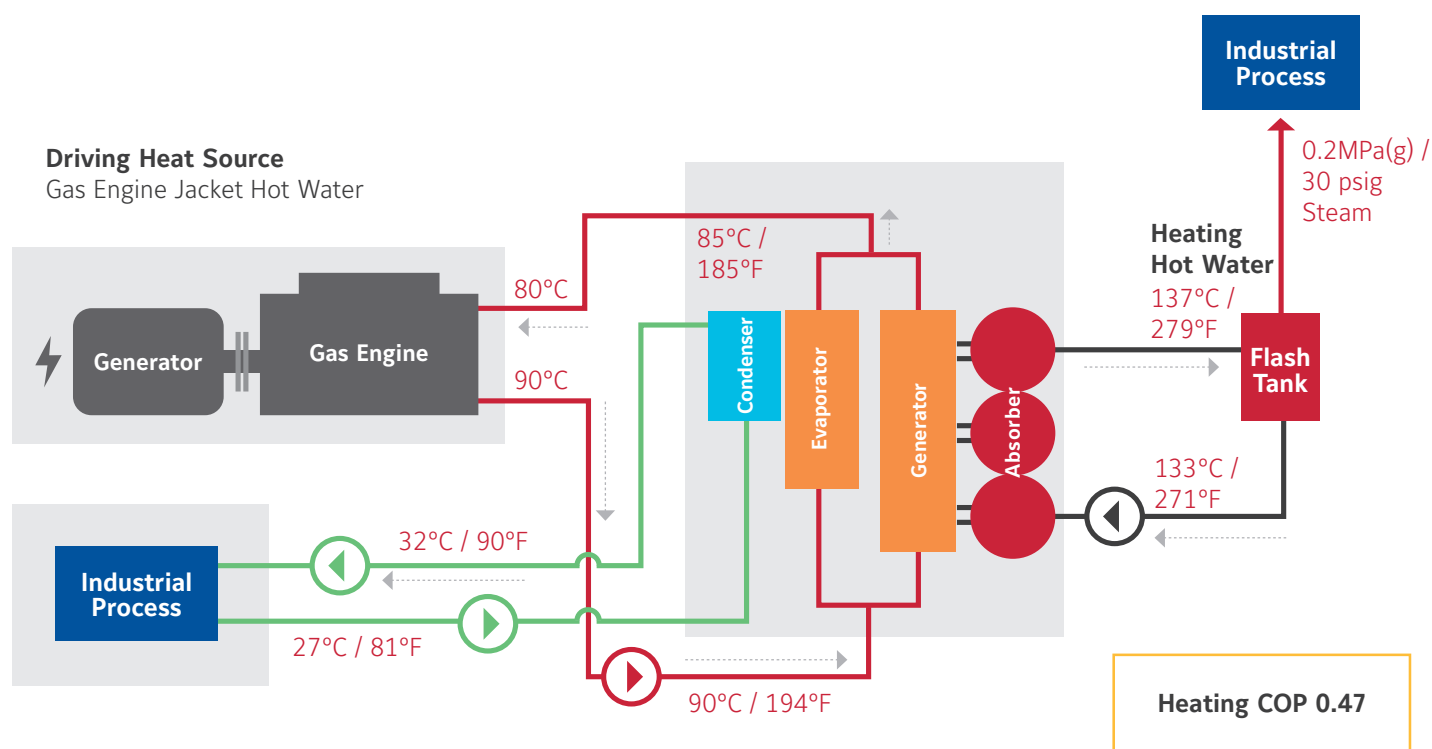 Industrial
Process
Driving Heat Source
Gas Engine Jacket Hot Water
0.2MPa(g) /
30 psig
Steam
Heating
Hot Water
137°C /
279°F
85°C /
185°F
80°C
Generator
Gas Engine
90°C
Condenser
Evaporator
Generator
Absorber
Flash
Tank
133°C /
271°F
32°C / 90°F
Industrial
Process
27°C / 81°F
90°C / 194°F
Heating COP 0.47